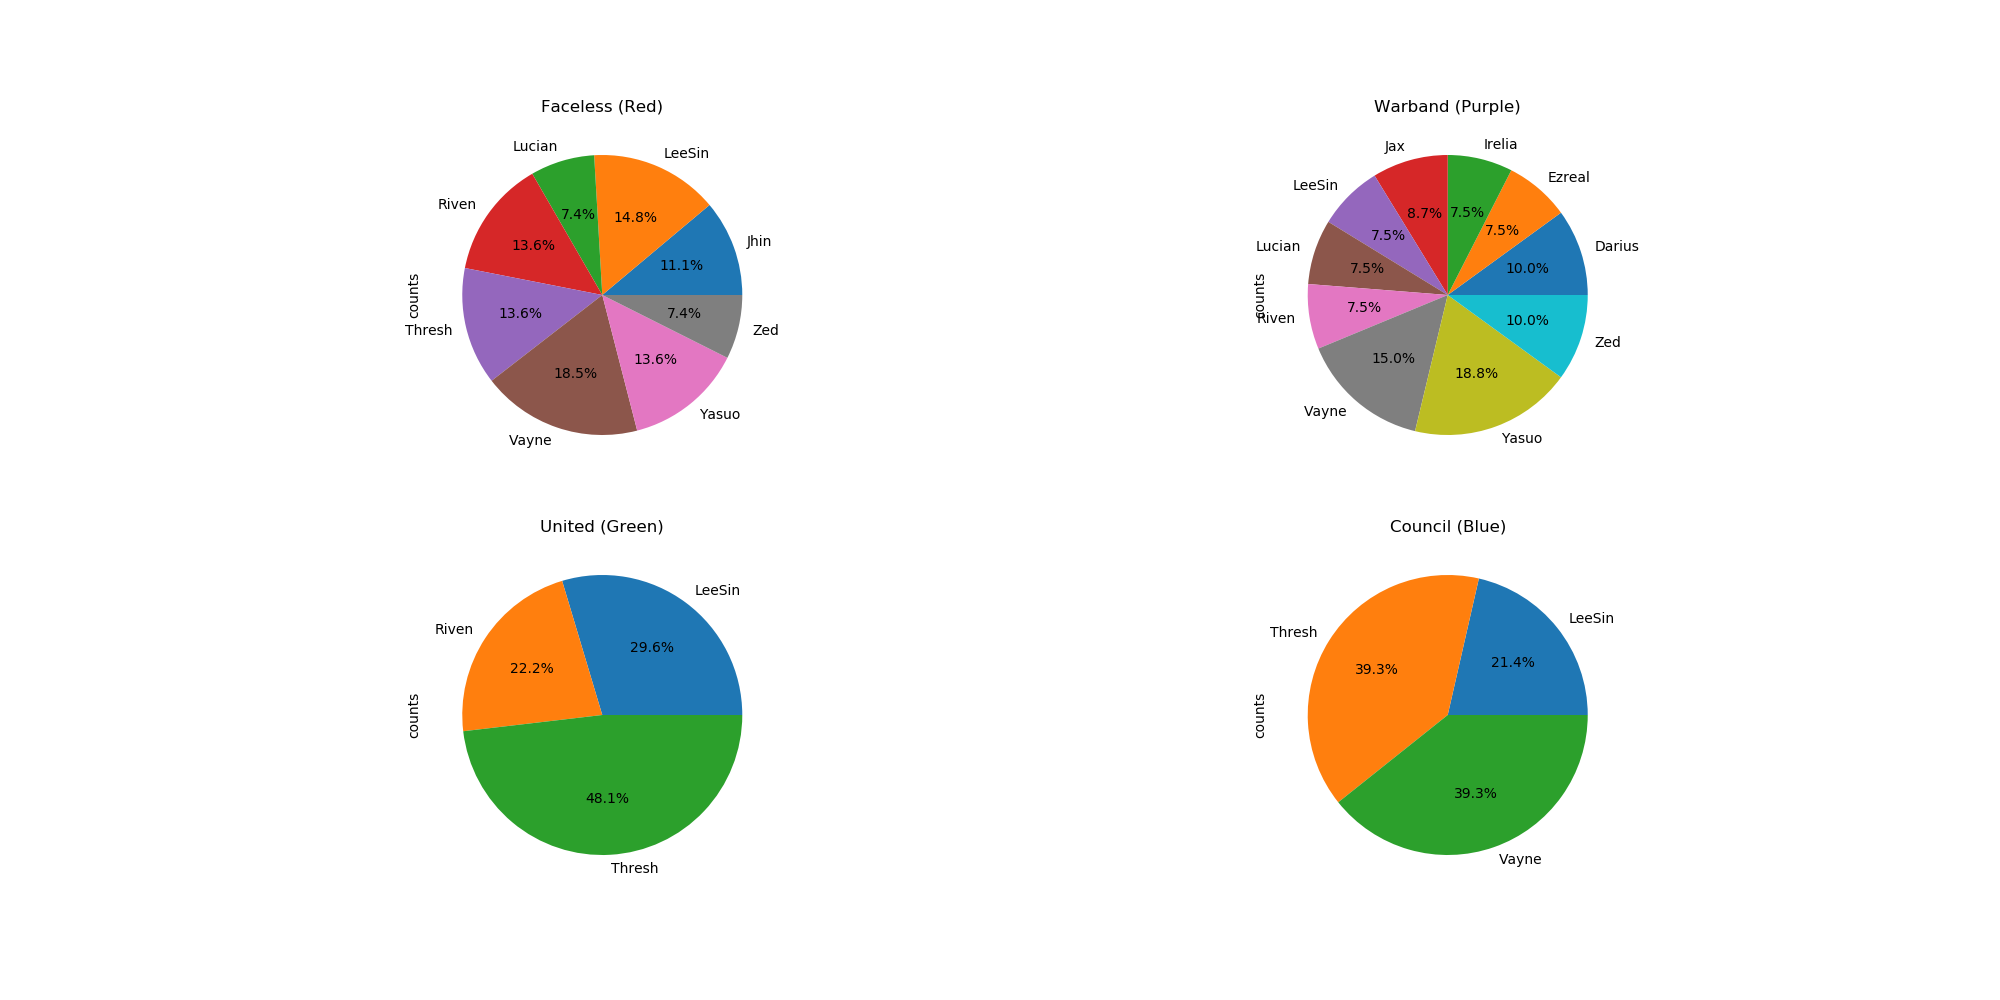 Faceless (Red)
Lucian
LeeSin
Riven
Jhin
7.4%
14.8%
13.6%
11.1%
counts
13.6%
7.4%
Thresh
Zed
18.5%
13.6%
Vayne
Yasuo
Warband (Purple)
Jax
Irelia
LeeSin
Ezreal
8.7%
7.5%
7.5%
7.5%
Lucian
Darius
7.5%
10.0%
counts
7.5%
Riven
10.0%
Zed
15.0%
18.8%
Vayne
Yasuo
United (Green)
LeeSin
Riven
29.6%
22.2%
counts
48.1%
Thresh
Council (Blue)
LeeSin
Thresh
21.4%
39.3%
counts
39.3%
Vayne